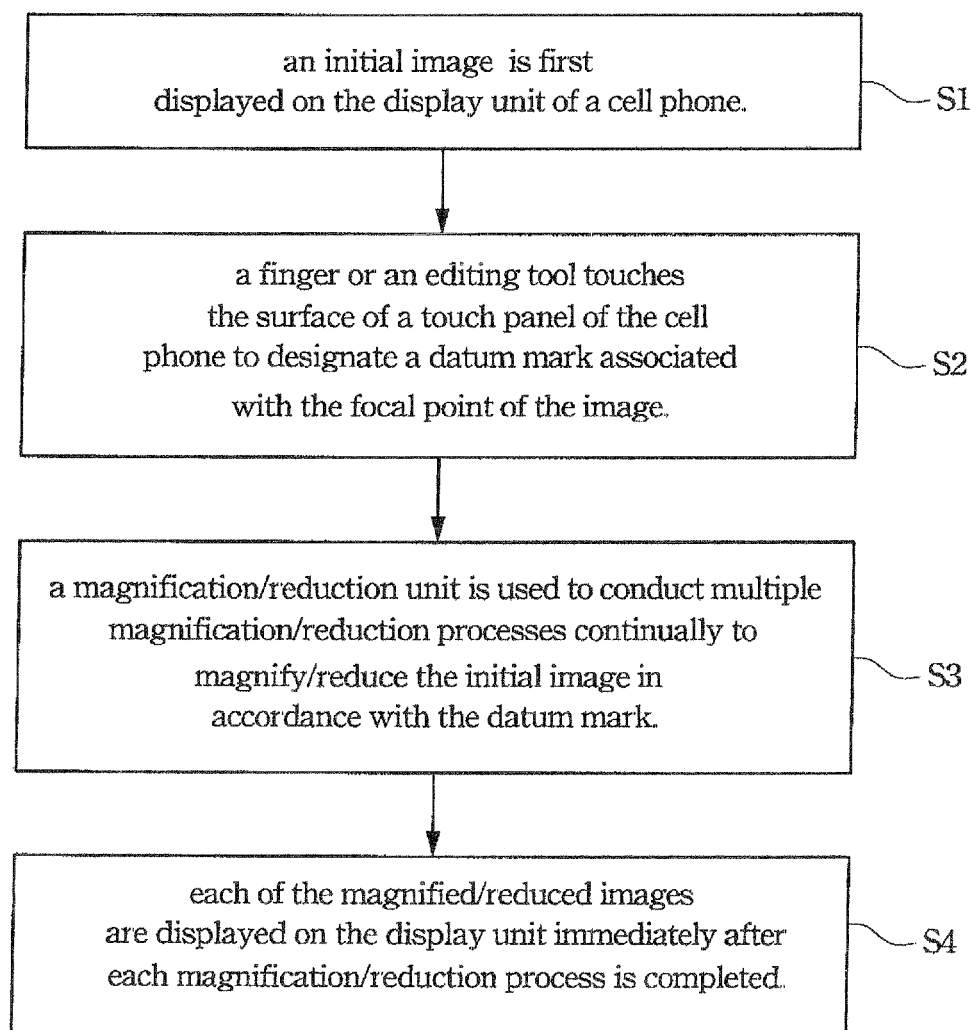 an initial image is first
displayed on the display unit of a cell phone.
S1
a finger or an editing tool touches
the surface of a touch panel of the cell
phone to designate a datum mark associated
with the focal point of the image.
S2
a magnification/reduction unit is used to conduct multiple
magnification/reduction processes continually to
magnify/reduce the initial image in
accordance with the datum mark.
S3
each of the magnified/reduced images
are displayed on the display unit immediately after
each magnification/reduction process is completed.
S4